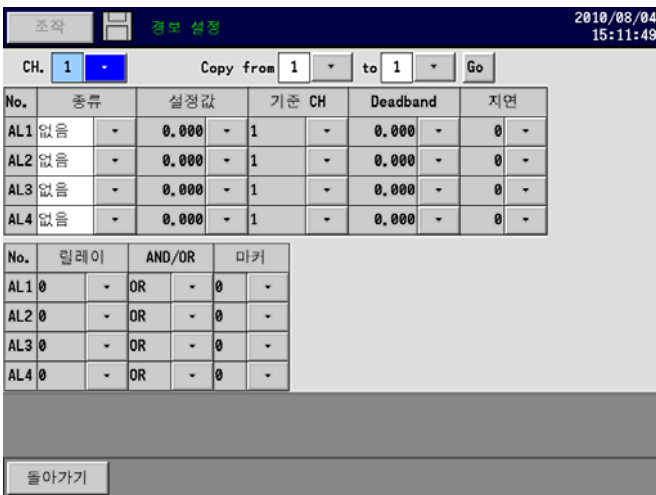 조작 경보 설정 2010/08/04
15:11:49
CH. 1 Copy from 1 to 1 Go
No. 종류 설정값 기준 CH Deadband 지연
AL1 없음 0.000 1 0.000 0
AL2 없음 0.000 1 0.000 0
AL3 없음 0.000 1 0.000 0
AL4 없음 0.000 1 0.000 0
No. 릴레이 AND/OR 마커
AL1 0 OR 0
AL2 0 OR 0
AL3 0 OR 0
AL4 0 OR 0
돌아가기